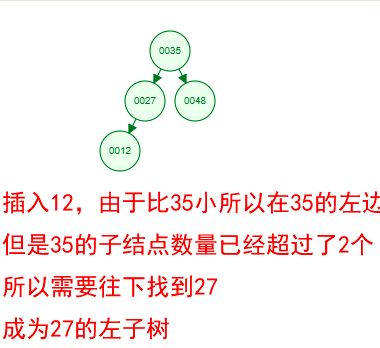 0035
0027
0048
0012
插入12，由于比35小所以在35的左边
但是35的子结点数量已经超过了2个
所以需要往下找到27
成为27的左子树